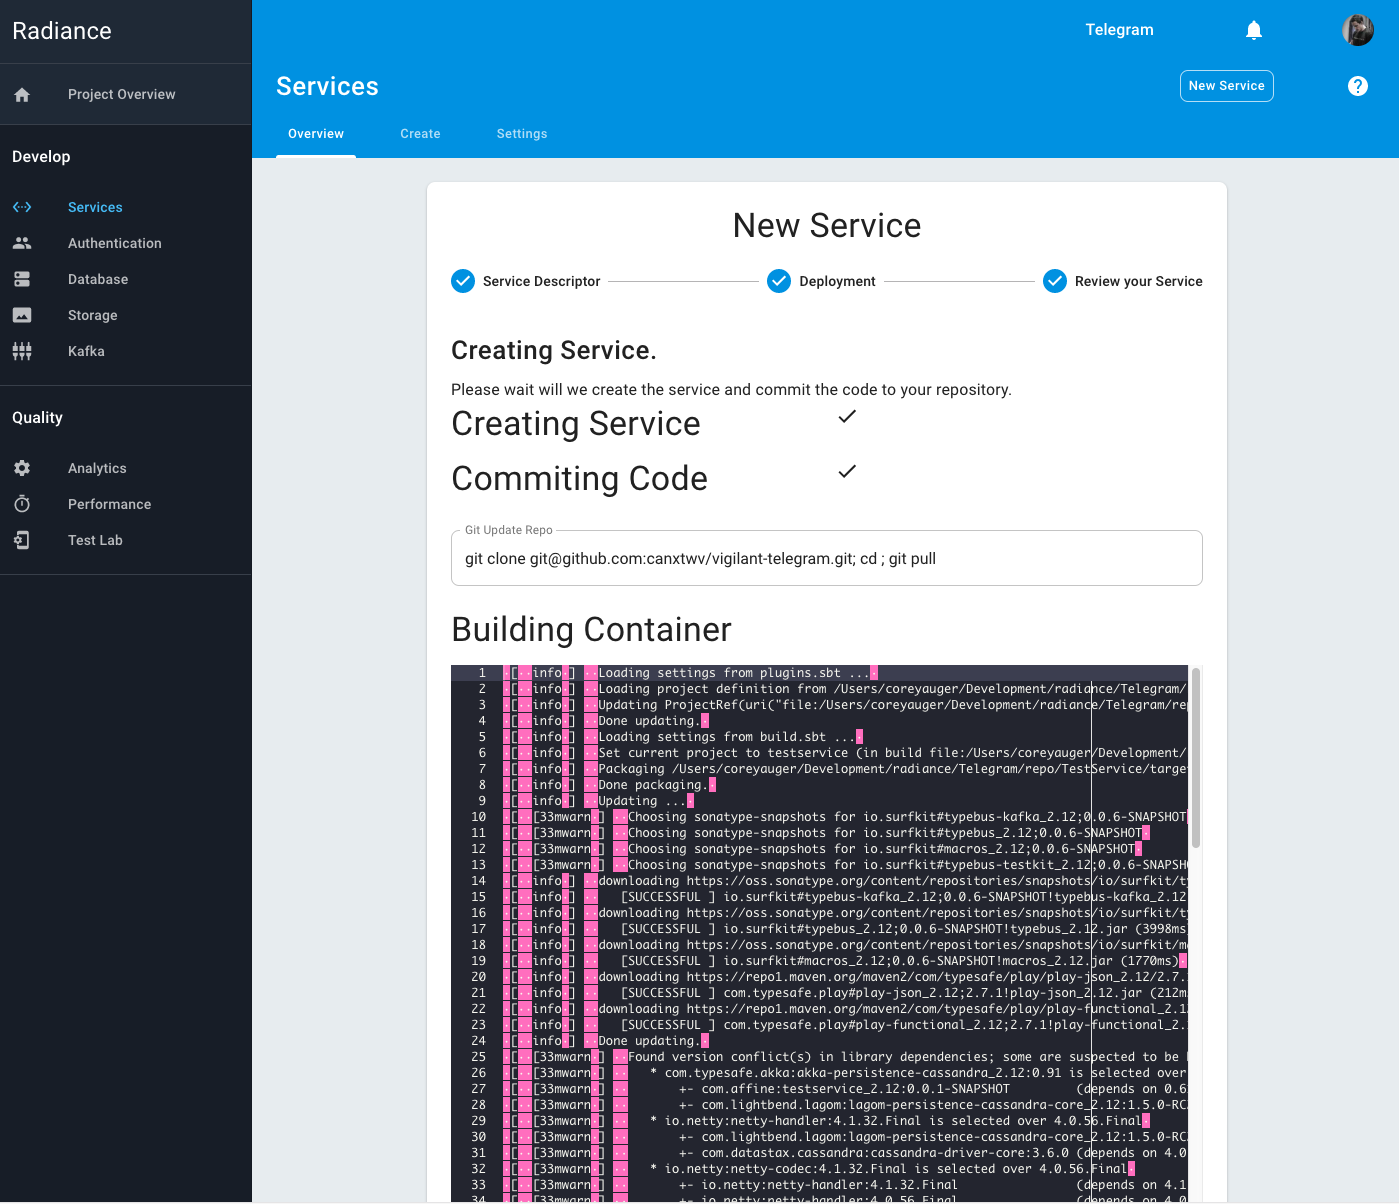 Radiance
Project Overview
Develop
Services
Authentication
Database
Storage
Kafka
Quality
Analytics
Performance
Test Lab
Telegram
Services
New Service
Overview
Create
Settings
New Service
Service Descriptor
Deployment
Review your Service
Creating Service.
Please wait will we create the service and commit the code to your repository.
Creating Service
Commiting Code
Git Update Repo
git clone git@github.com:canxtwv/vigilant-telegram.git; cd ; git pull
Building Container
1 [ info ] Loading settings from plugins.sbt ...
2 [ info ] Loading project definition from /Users/coreyauger/Development/radiance/Telegram/
3 [ info ] Updating ProjectRef(uri("file:/Users/coreyauger/Development/radiance/Telegram/rep
4 [ info ] Done updating.
5 [ info ] Loading settings from build.sbt ...
6 [ info ] Set current project to testservice (in build file:/Users/coreyauger/Development/
7 [ info ] Packaging /Users/coreyauger/Development/radiance/Telegram/repo/TestService/target
8 [ info ] Done packaging.
9 [ info ] Updating ...
10 [ [33mwarn ] Choosing sonatype-snapshots for io.surfkit#typebus-kafka_2.12;0.0.6-SNAPSHOT
11 [ [33mwarn ] Choosing sonatype-snapshots for io.surfkit#typebus_2.12;0.0.6-SNAPSHOT
12 [ [33mwarn ] Choosing sonatype-snapshots for io.surfkit#macros_2.12;0.0.6-SNAPSHOT
13 [ [33mwarn ] Choosing sonatype-snapshots for io.surfkit#typebus-testkit_2.12;0.0.6-SNAPSH
14 [ info ] downloading https://oss.sonatype.org/content/repositories/snapshots/io/surfkit/ty
15 [ info ] [SUCCESSFUL ] io.surfkit#typebus-kafka_2.12;0.0.6-SNAPSHOT!typebus-kafka_2.12
16 [ info ] downloading https://oss.sonatype.org/content/repositories/snapshots/io/surfkit/ty
17 [ info ] [SUCCESSFUL ] io.surfkit#typebus_2.12;0.0.6-SNAPSHOT!typebus_2.12.jar (3998ms)
18 [ info ] downloading https://oss.sonatype.org/content/repositories/snapshots/io/surfkit/ma
19 [ info ] [SUCCESSFUL ] io.surfkit#macros_2.12;0.0.6-SNAPSHOT!macros_2.12.jar (1770ms)
20 [ info ] downloading https://repo1.maven.org/maven2/com/typesafe/play/play-json_2.12/2.7.
21 [ info ] [SUCCESSFUL ] com.typesafe.play#play-json_2.12;2.7.1!play-json_2.12.jar (212ms
22 [ info ] downloading https://repo1.maven.org/maven2/com/typesafe/play/play-functional_2.12
23 [ info ] [SUCCESSFUL ] com.typesafe.play#play-functional_2.12;2.7.1!play-functional_2.
24 [ info ] Done updating.
25 [ [33mwarn ] Found version conflict(s) in library dependencies; some are suspected to be
26 [ [33mwarn ] * com.typesafe.akka:akka-persistence-cassandra_2.12:0.91 is selected over
27 [ [33mwarn ] +- com.affine:testservice_2.12:0.0.1-SNAPSHOT (depends on 0.6
28 [ [33mwarn ] +- com.lightbend.lagom:lagom-persistence-cassandra-core_2.12:1.5.0-RC
29 [ [33mwarn ] * io.netty:netty-handler:4.1.32.Final is selected over 4.0.56.Final
30 [ [33mwarn ] +- com.lightbend.lagom:lagom-persistence-cassandra-core_2.12:1.5.0-RC
31 [ [33mwarn ] +- com.datastax.cassandra:cassandra-driver-core:3.6.0 (depends on 4.0
32 [ [33mwarn ] * io.netty:netty-codec:4.1.32.Final is selected over 4.0.56.Final
33 [ [33mwarn ] +- io.netty:netty-handler:4.1.32.Final (depends on 4.1
34 [ [33mwarn ] +- io.netty:netty-handler:4.0.56.Final (depends on 4.0